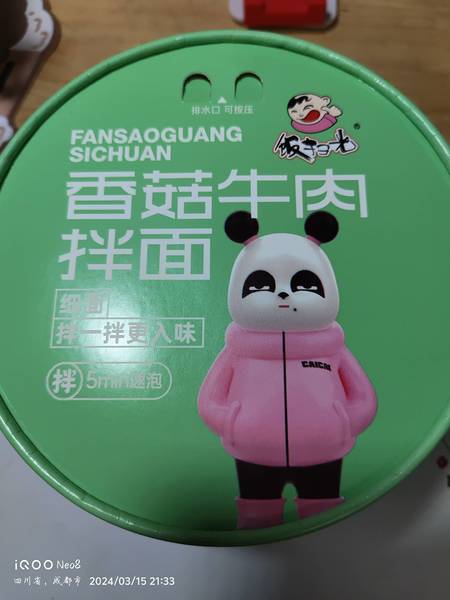 排水口 可按压
FANSAOGUANG
SICHUAN
饭扫光
®
香菇牛肉
拌面
细面
拌一拌更入味
拌 5min速泡
CAICAI
iQOO Neo8
四川省，成都市 2024/03/15 21:33